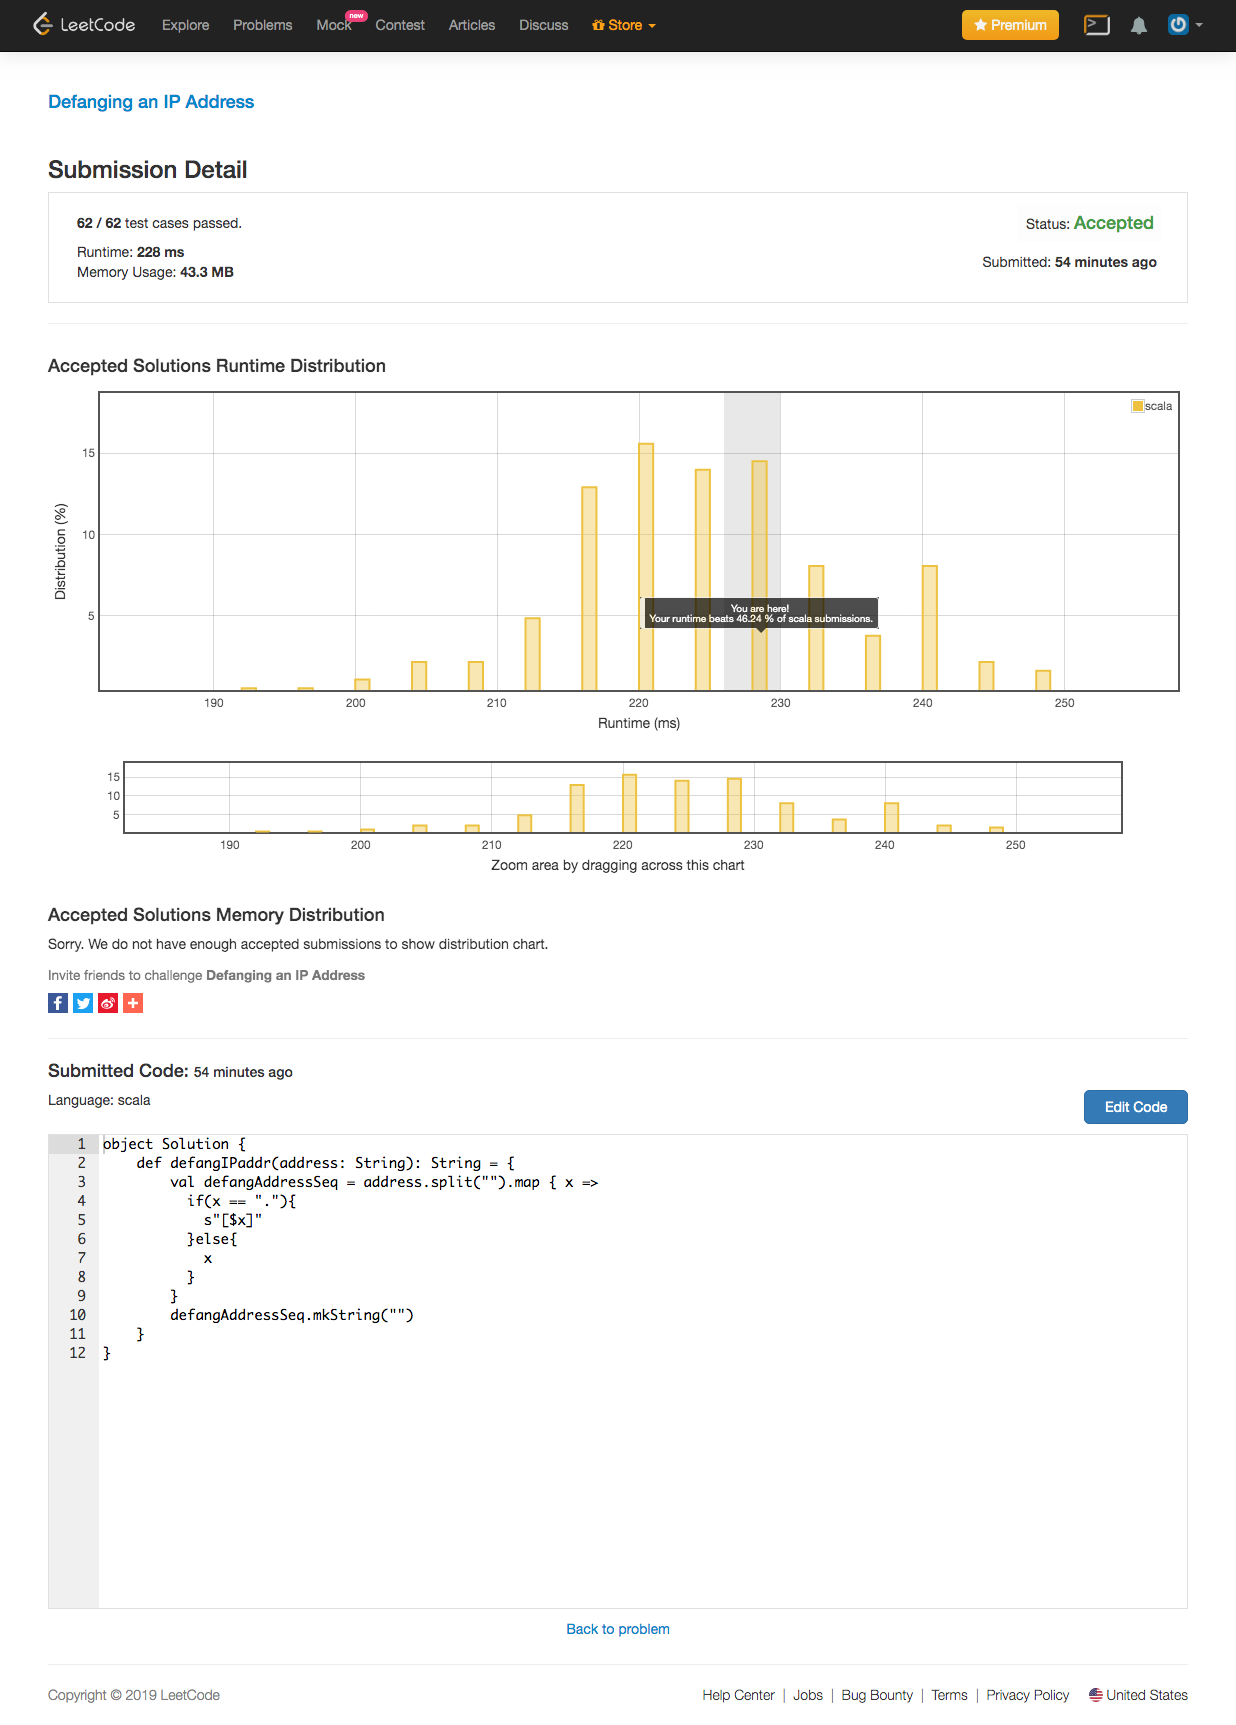 LeetCode Explore Problems Mock new Contest Articles Discuss Store Premium
Defanging an IP Address
Submission Detail
62 / 62 test cases passed.
Status: Accepted
Runtime: 228 ms
Submitted: 54 minutes ago
Memory Usage: 43.3 MB
Accepted Solutions Runtime Distribution
scala
15
10
5
Distribution (%)
You are here!
Your runtime beats 46.24 % of scala submissions.
190 200 210 220 230 240 250
Runtime (ms)
15
10
5
190 200 210 220 230 240 250
Zoom area by dragging across this chart
Accepted Solutions Memory Distribution
Sorry. We do not have enough accepted submissions to show distribution chart.
Invite friends to challenge Defanging an IP Address
Submitted Code: 54 minutes ago
Language: scala
Edit Code
1 object Solution {
2     def defangIPaddr(address: String): String = {
3         val defangAddressSeq = address.split("").map { x =>
4           if(x == "."){
5             s"[$x]"
6           }else{
7             x
8           }
9         }
10         defangAddressSeq.mkString("")
11     }
12 }
Back to problem
Copyright © 2019 LeetCode
Help Center | Jobs | Bug Bounty | Terms | Privacy Policy United States